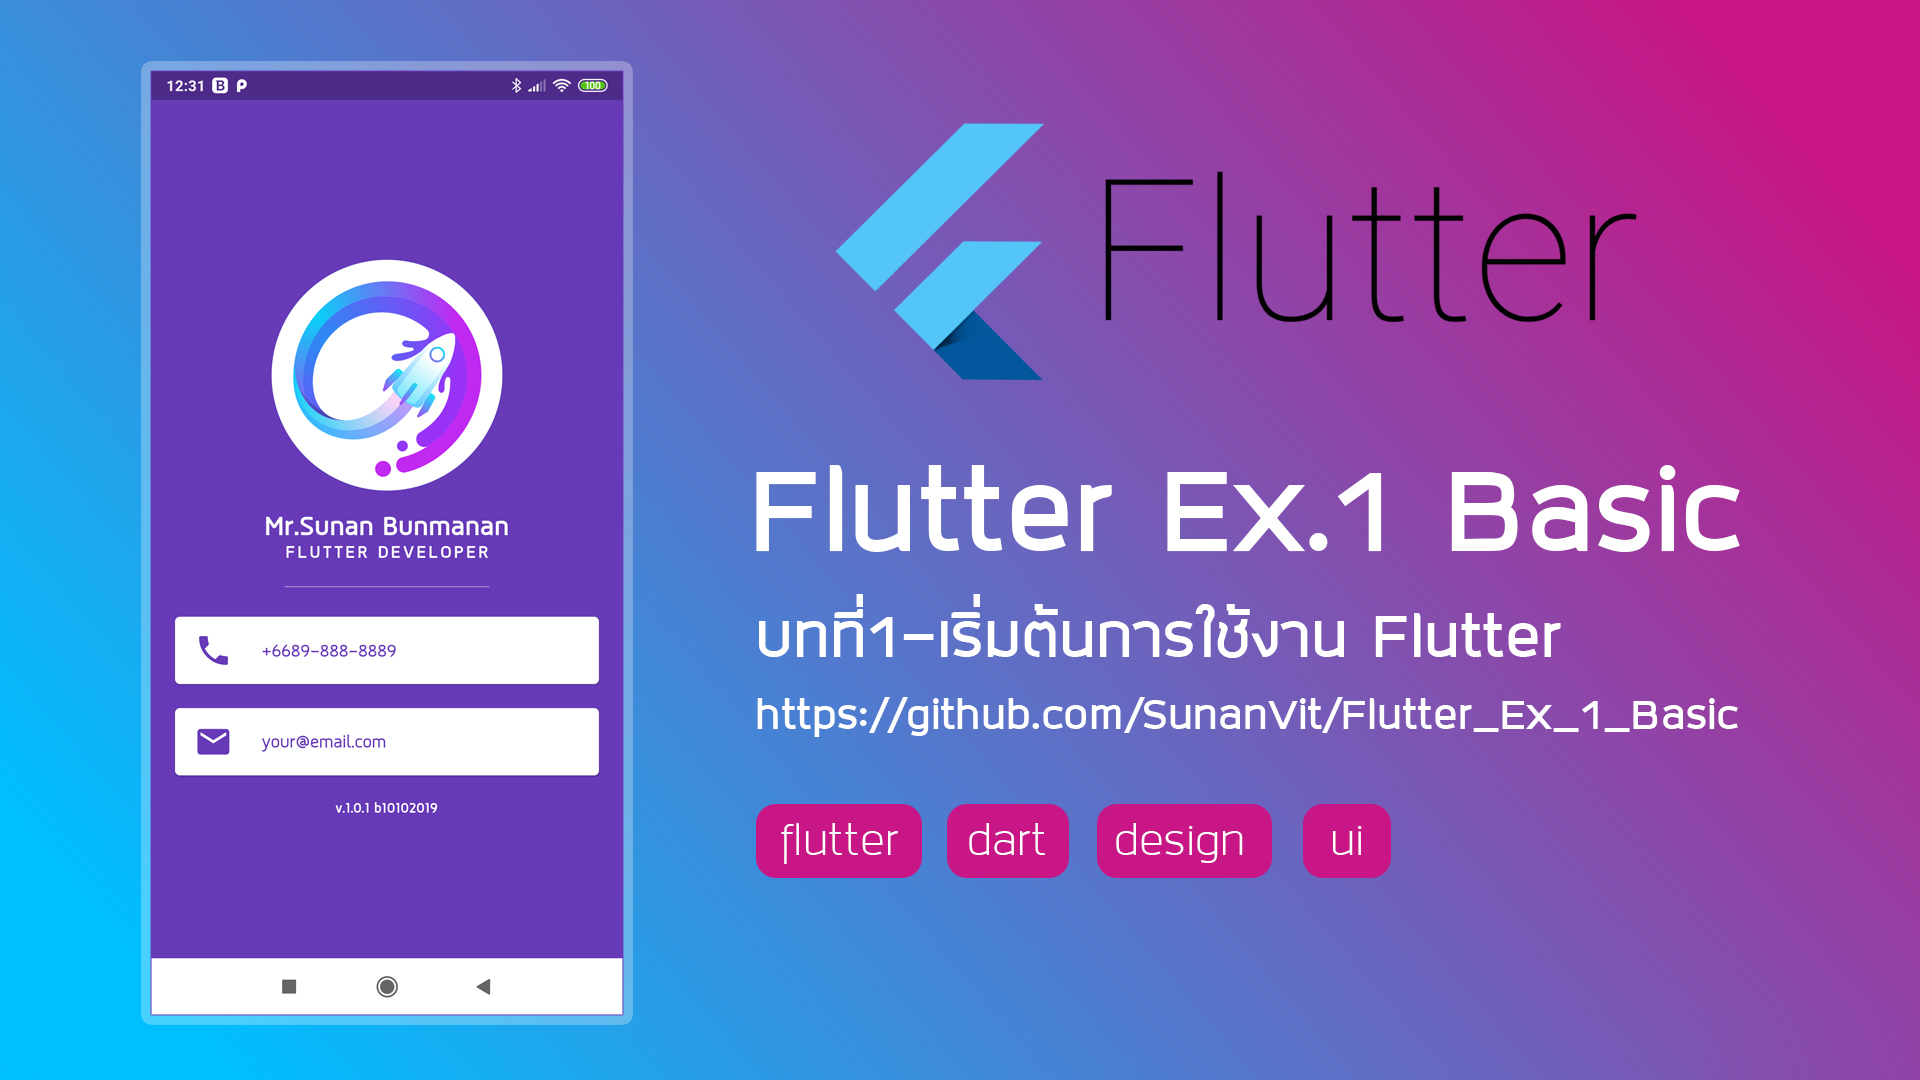 12:31
100
Mr.Sunan Bunmanan
FLUTTER DEVELOPER
+6689-888-8889
your@email.com
v.1.0.1 b10102019
Flutter
Flutter Ex.1 Basic
บทที่1-เริ่มต้นการใช้งาน Flutter
https://github.com/SunanVit/Flutter_Ex_1_Basic
flutter dart design ui